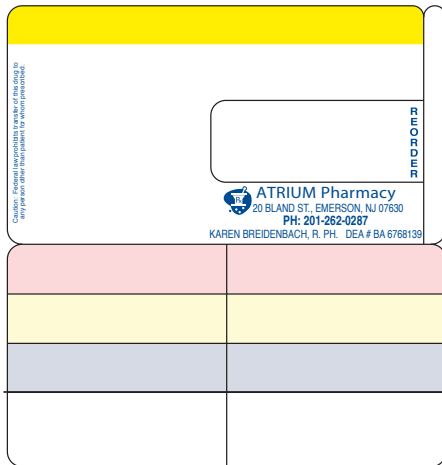 Caution: Federal law prohibits transfer of this drug to
any person other than patient for whom prescribed.
REORDER
Rx
ATRIUM Pharmacy
20 BLAND ST., EMERSON, NJ 07630
PH: 201-262-0287
KAREN BREIDENBACH, R. PH. DEA # BA 6768139